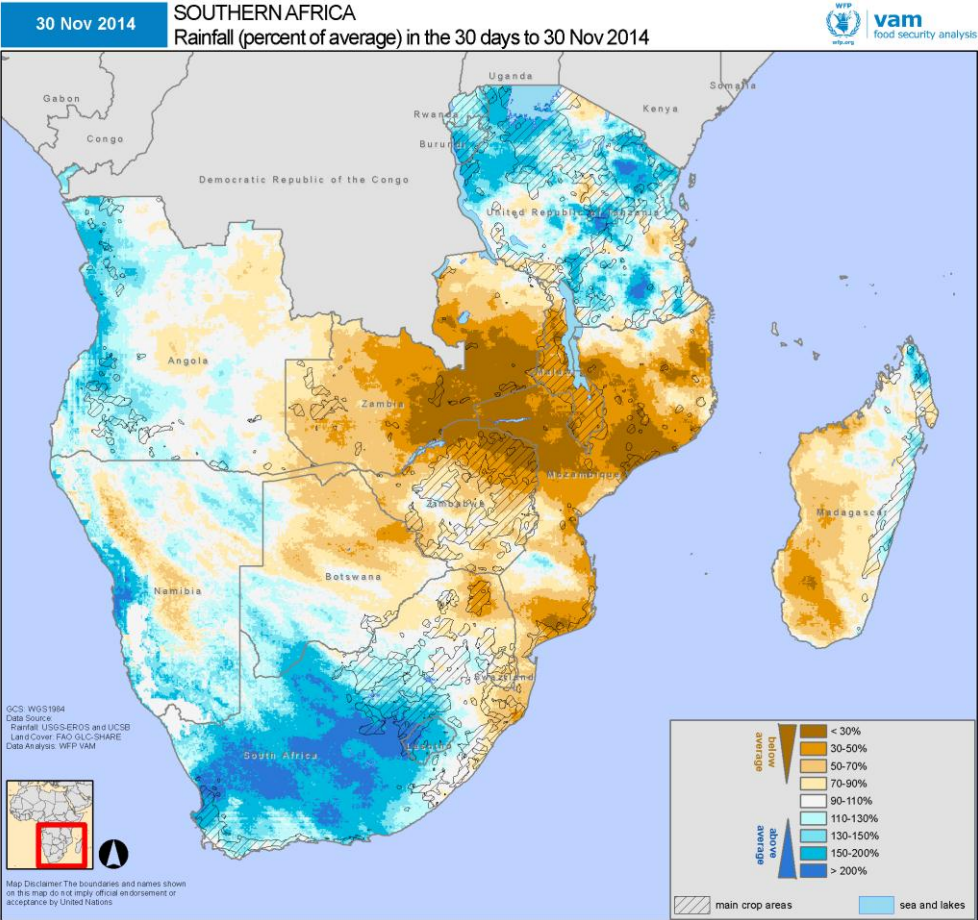 30 Nov 2014
SOUTHERN AFRICA
Rainfall (percent of average) in the 30 days to 30 Nov 2014
WFP
wfp.org
vam
food security analysis
Uganda
Somalia
Gabon
Kenya
Rwanda
Congo
Burundi
Democratic Republic of the Congo
United Republic of Tanzania
Angola
Malawi
Zambia
Mozambique
Zimbabwe
Madagascar
Botswana
Namibia
Swaziland
Lesotho
South Africa
GCS: WGS1984
Data Source:
Rainfall: USGS-EROS and UCSB
Land Cover: FAO GLC-SHARE
Data Analysis: WFP VAM
Map Disclaimer:The boundaries and names shown
on this map do not imply official endorsement or
acceptance by United Nations
below
average
above
average
< 30%
30-50%
50-70%
70-90%
90-110%
110-130%
130-150%
150-200%
> 200%
main crop areas
sea and lakes